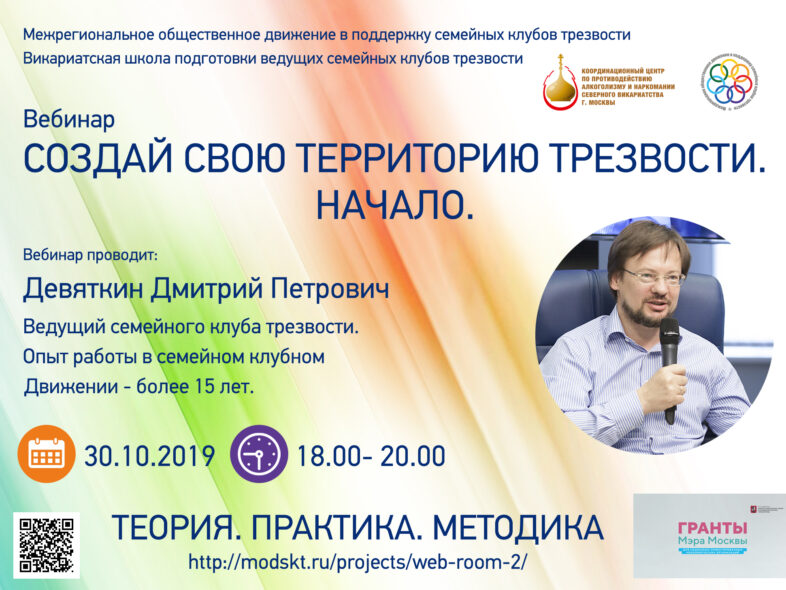 Межрегиональное общественное движение в поддержку семейных клубов трезвости
Викариатская школа подготовки ведущих семейных клубов трезвости
КООРДИНАЦИОННЫЙ ЦЕНТР
ПО ПРОТИВОДЕЙСТВИЮ
АЛКОГОЛИЗМУ И НАРКОМАНИИ
СЕВЕРНОГО ВИКАРИАТСТВА
Г. МОСКВЫ
Вебинар
СОЗДАЙ СВОЮ ТЕРРИТОРИЮ ТРЕЗВОСТИ.
НАЧАЛО.
Вебинар проводит:
Девяткин Дмитрий Петрович
Ведущий семейного клуба трезвости.
Опыт работы в семейном клубном
Движении - более 15 лет.
30.10.2019
18.00- 20.00
ТЕОРИЯ. ПРАКТИКА. МЕТОДИКА
http://modskt.ru/projects/web-room-2/
ГРАНТЫ
Мэра Москвы